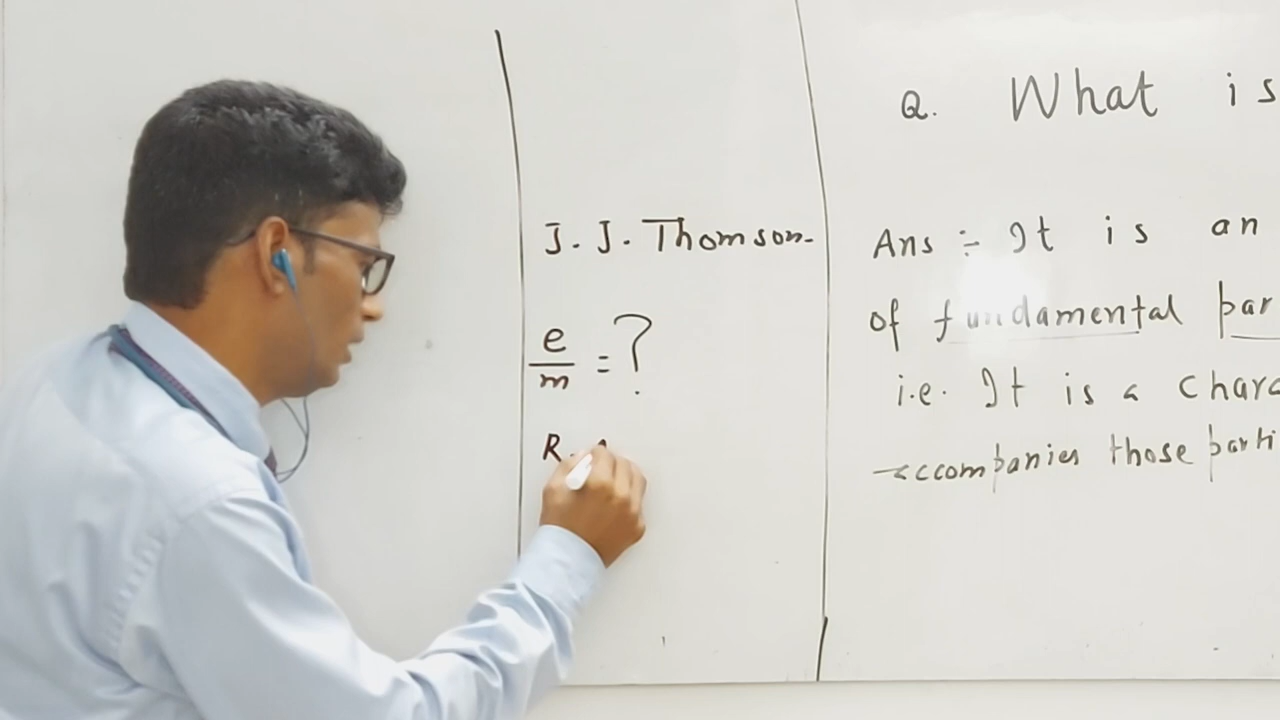 J. J. Thomson-
e/m = ?
R.
Q. What is
Ans :- It is an
of fundamental par
i.e. It is a chara
accompanies those parti